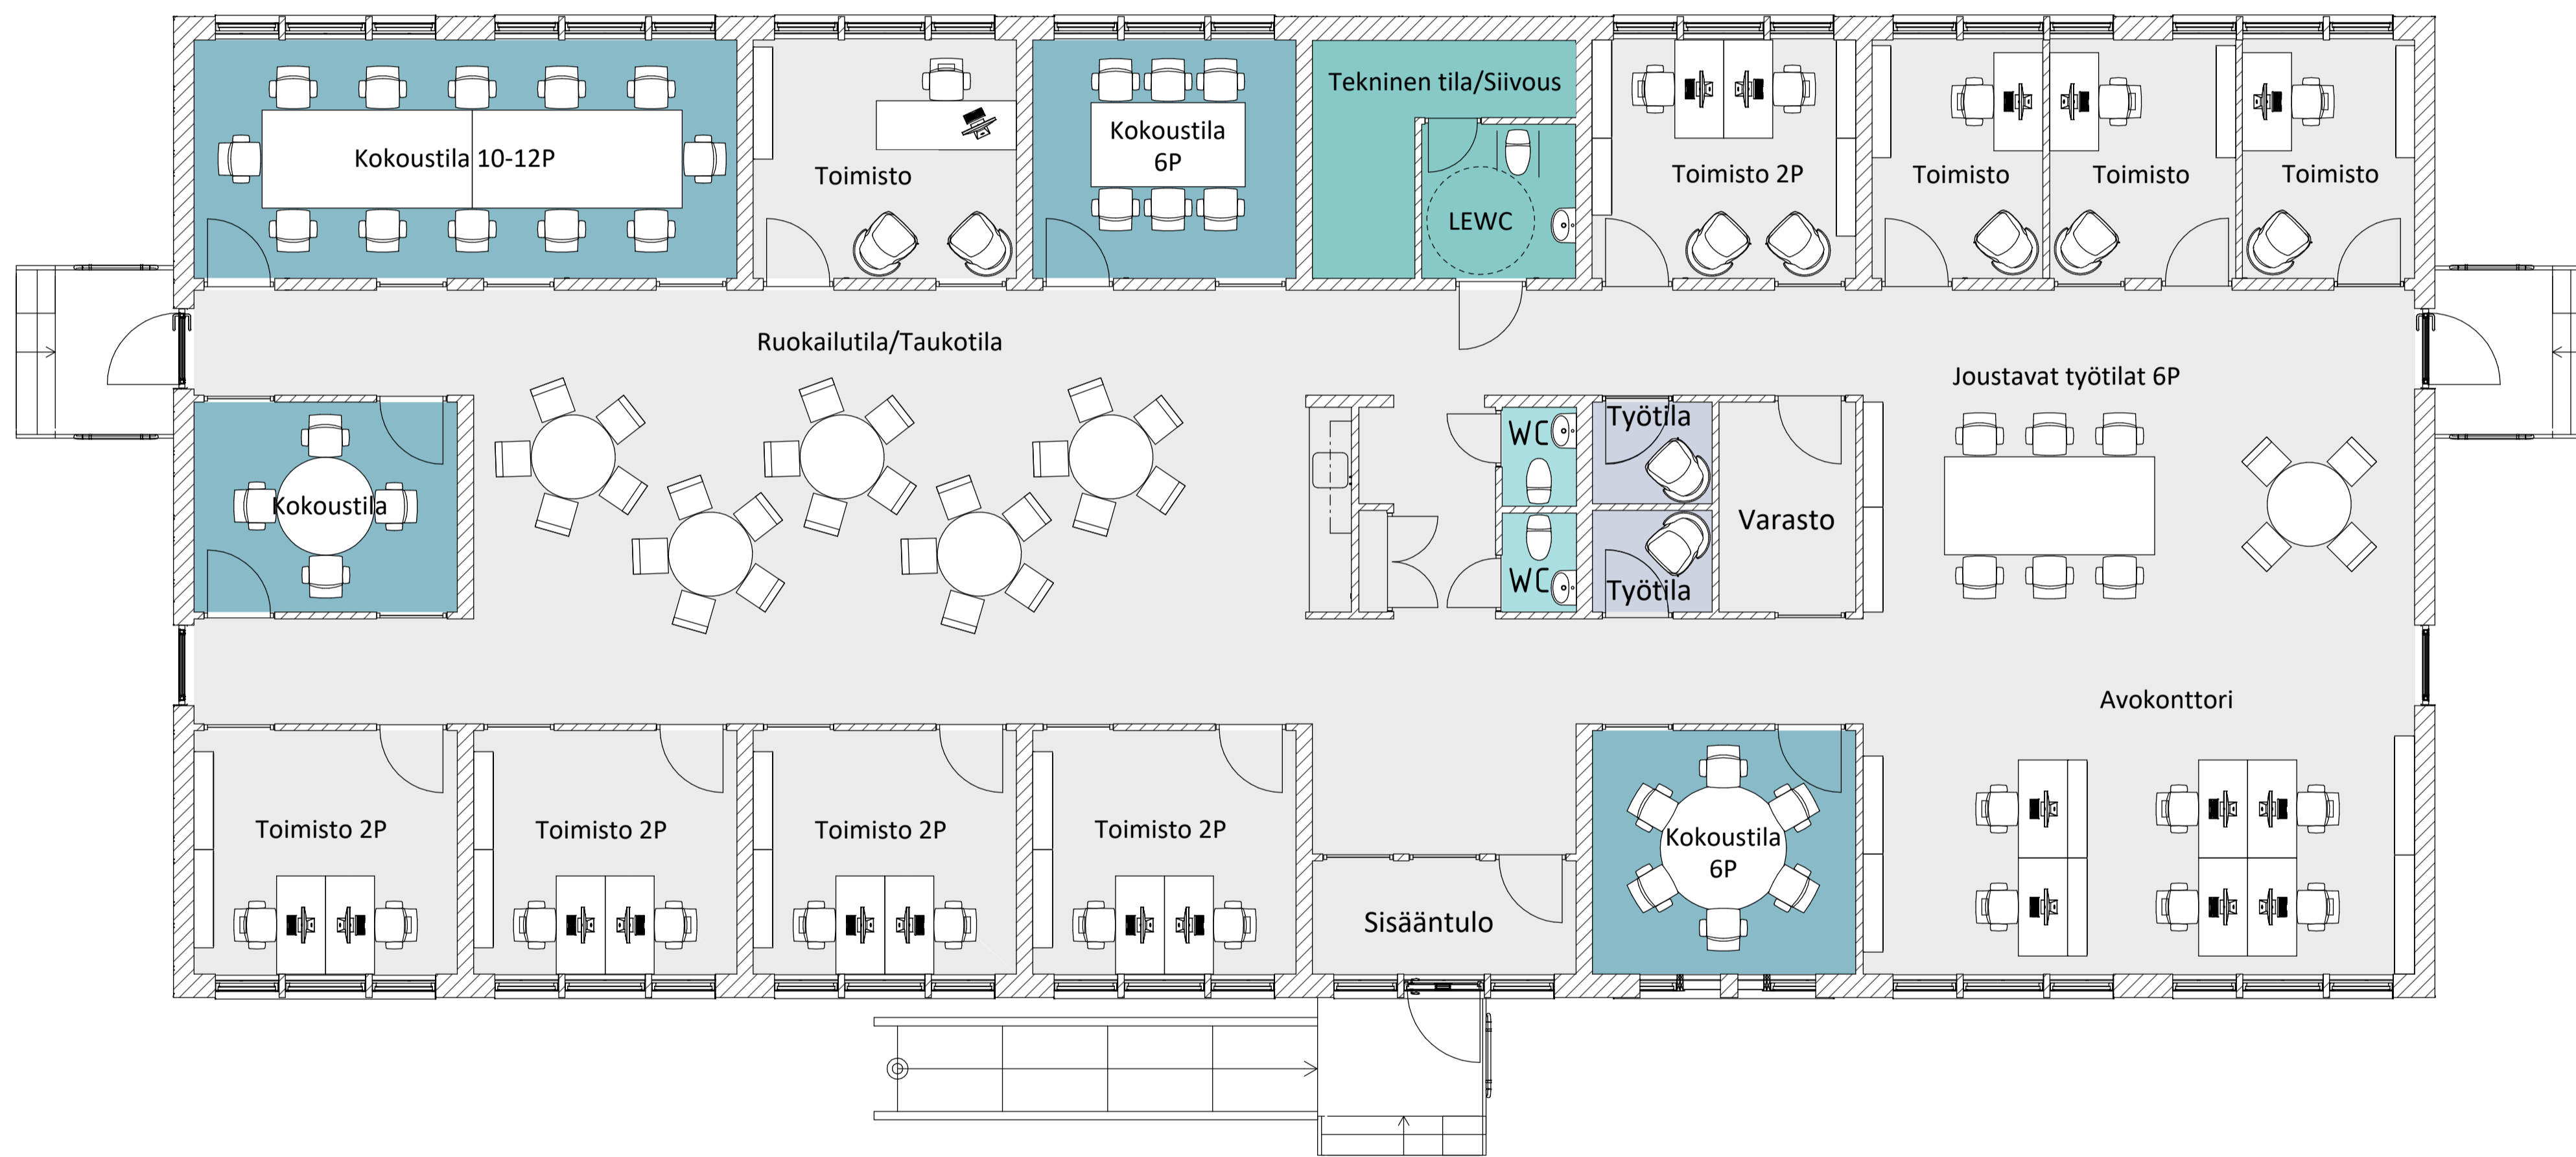 Kokoustila 10-12P
Toimisto
Kokoustila
6P
Tekninen tila/Siivous
LEWC
Toimisto 2P
Toimisto
Toimisto
Toimisto
Ruokailutila/Taukotila
Joustavat työtilat 6P
Kokoustila
WC
WC
Työtila
Työtila
Varasto
Avokonttori
Toimisto 2P
Toimisto 2P
Toimisto 2P
Toimisto 2P
Sisääntulo
Kokoustila
6P